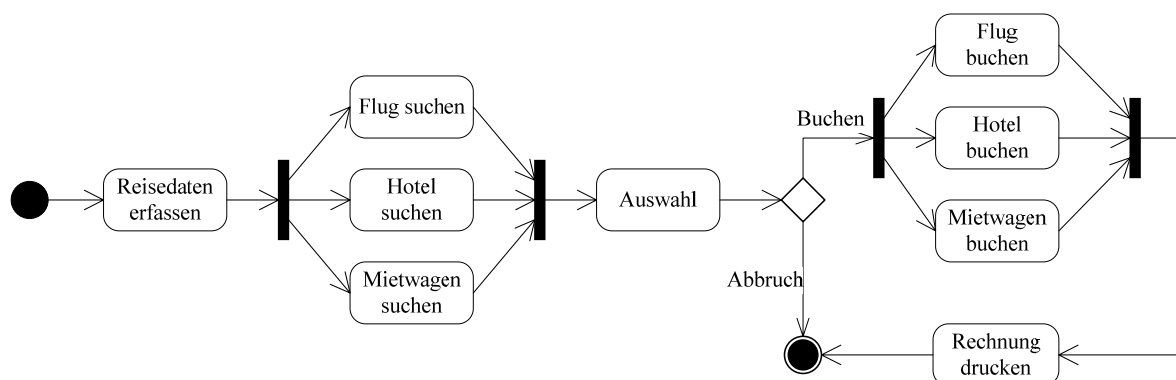 Reisedaten
erfassen
Flug suchen
Hotel
suchen
Mietwagen
suchen
Auswahl
Buchen
Abbruch
Flug
buchen
Hotel
buchen
Mietwagen
buchen
Rechnung
drucken